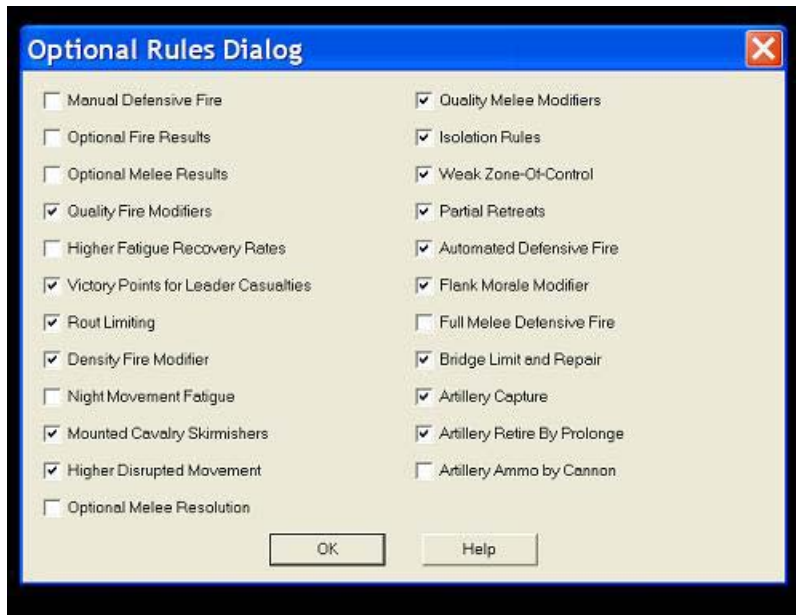 Optional Rules Dialog
Manual Defensive Fire
Optional Fire Results
Optional Melee Results
Quality Fire Modifiers
Higher Fatigue Recovery Rates
Victory Points for Leader Casualties
Rout Limiting
Density Fire Modifier
Night Movement Fatigue
Mounted Cavalry Skirmishers
Higher Disrupted Movement
Optional Melee Resolution
Quality Melee Modifiers
Isolation Rules
Weak Zone-Of-Control
Partial Retreats
Automated Defensive Fire
Flank Morale Modifier
Full Melee Defensive Fire
Bridge Limit and Repair
Artillery Capture
Artillery Retire By Prolonge
Artillery Ammo by Cannon
OK
Help